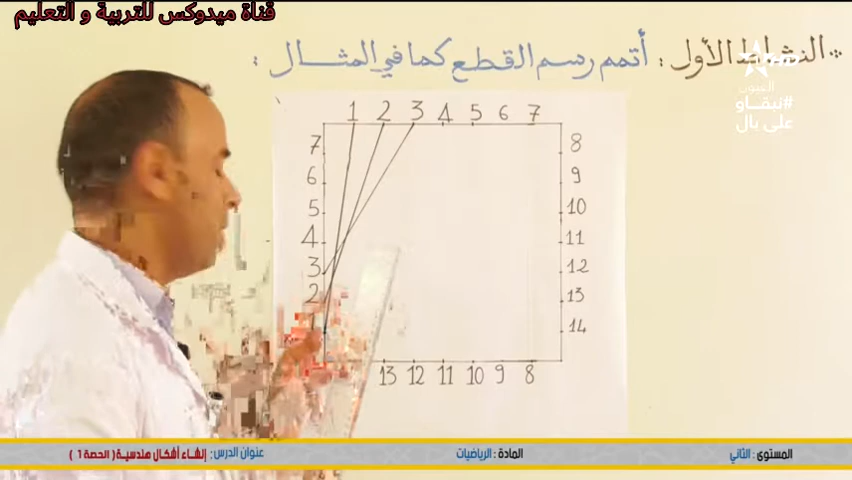 قناة ميدوكس للتربية و التعليم
النشاط الأول : أتمم رسم القطع كما في المثال :
العيون
#نبقاو
على بال
1 2 3 4 5 6 7
7 8
6 9
5 10
4 11
3 12
2 13
14
13 12 11 10 9 8
المستوى : الثاني
المادة : الرياضيات
عنوان الدرس : إنشاء أشكال هندسية ( الحصة 1 )